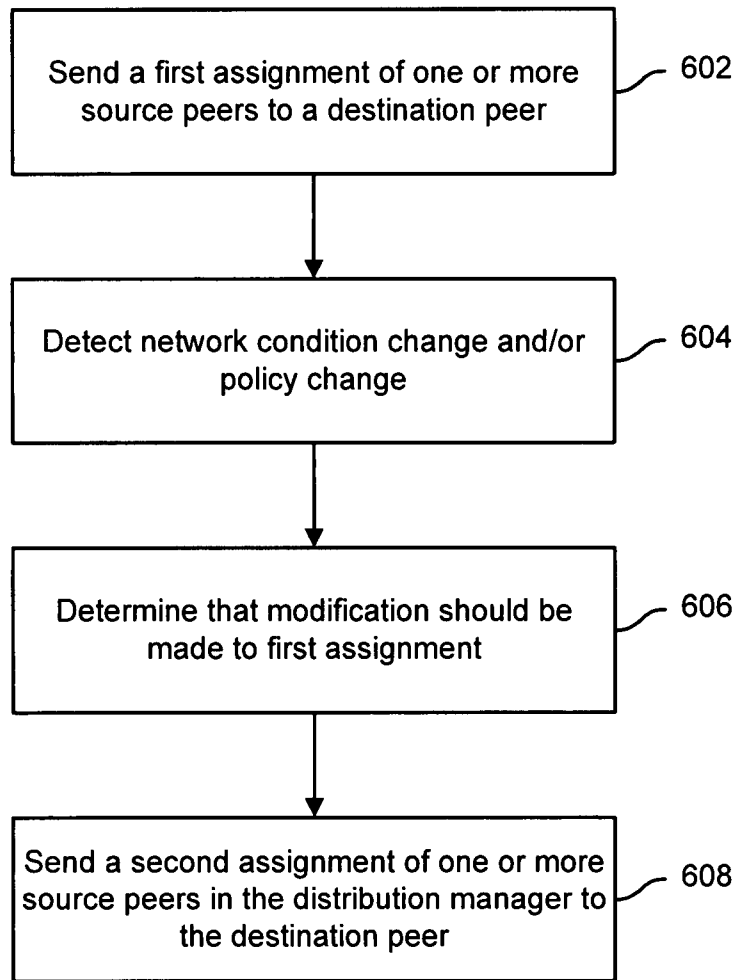 Send a first assignment of one or more
source peers to a destination peer
602
Detect network condition change and/or
policy change
604
Determine that modification should be
made to first assignment
606
Send a second assignment of one or more
source peers in the distribution manager to
the destination peer
608